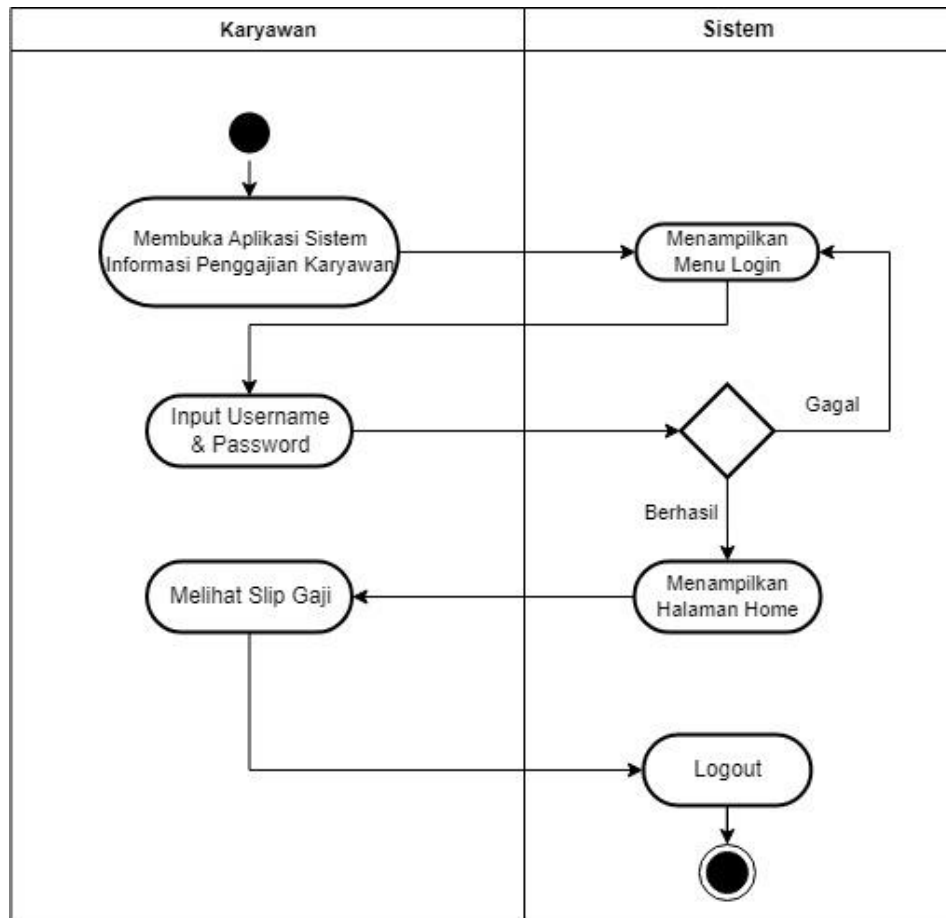 Karyawan
Sistem
Membuka Aplikasi Sistem
Informasi Penggajian Karyawan
Menampilkan
Menu Login
Input Username
& Password
Gagal
Berhasil
Melihat Slip Gaji
Menampilkan
Halaman Home
Logout